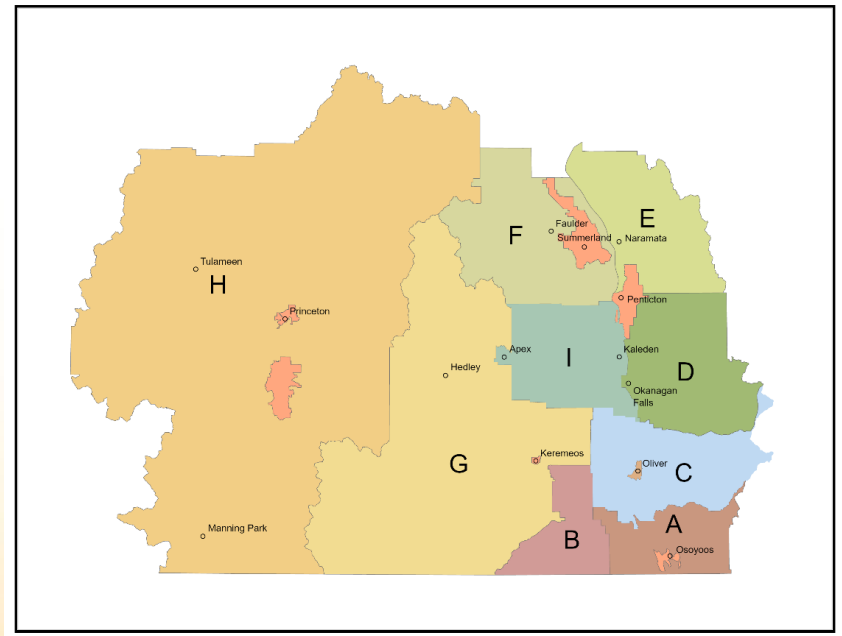 E
Faulder
F
Summerland
Naramata
Tulameen
H
Penticton
Princeton
Apex
Kaleden
I
Hedley
D
Okanagan
Falls
Keremeos
G
Oliver
C
A
Manning Park
B
Osoyoos